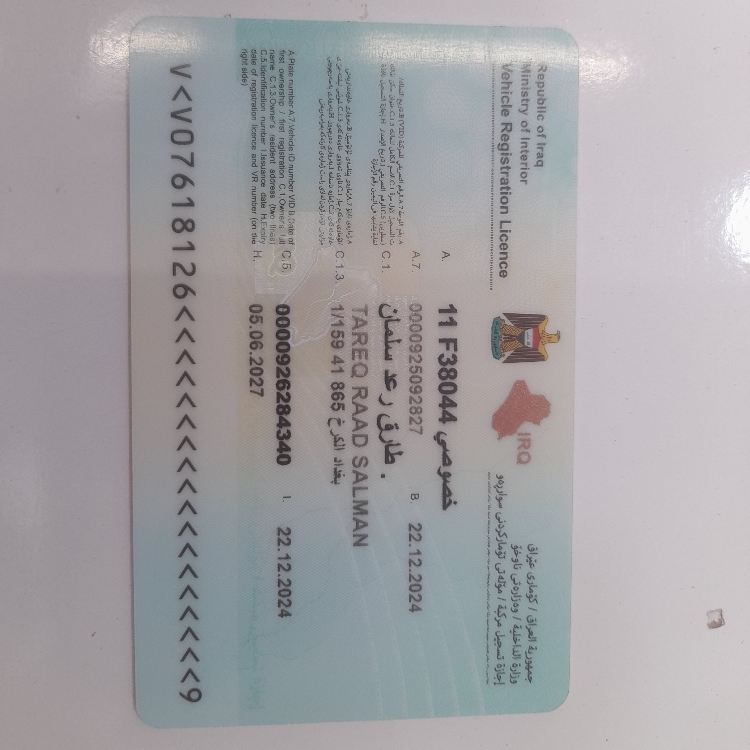 Republic of Iraq
Ministry of Interior
Vehicle Registration Licence
جمهورية العراق / كۆماری عێراق
وزارة الداخلية / وەزارەتی ناوخۆ
إجازة تسجيل مركبة / مۆڵەتی تۆمارکردنی سوارەوە
IRQ
A. 11 F38044 خصوصي
A.7. 0000925092827 B. 22.12.2024
C.1. طارق رعد سلمان .
TAREQ RAAD SALMAN
C.1.3. 1/159 41 865 بغداد الكرخ
C.5. 0000926284340 I. 22.12.2024
H. 05.06.2027
A.Plate number A.7.Vehicle ID number VID B.Date of
first ownership / first registration C.1.Owner's full
name C.1.3.Owner's resident address (two lines)
C.5.Identification number I.Issuance date H.Expiry
date of registration licence and VR number (on the
right side)
V<V07618126<<<<<<<<<<<<<<<<<<9